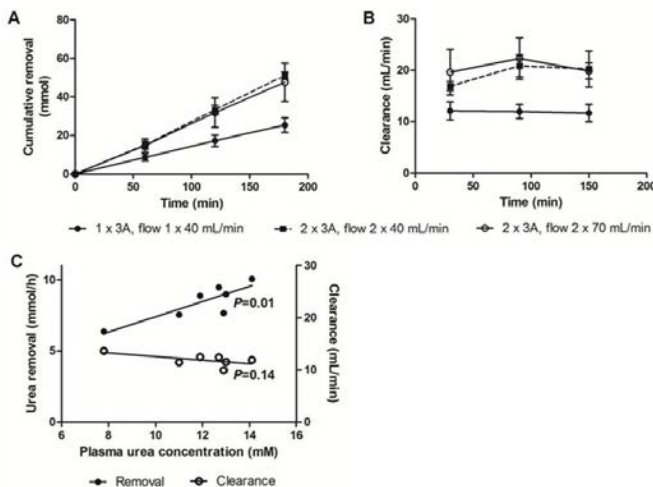 A
Cumulative removal
(mmol)
80
60
40
20
0
0 50 100 150 200
Time (min)
B
Clearance (mL/min)
30
20
10
0
0 50 100 150 200
Time (min)
1 x 3A, flow 1 x 40 mL/min 2 x 3A, flow 2 x 40 mL/min 2 x 3A, flow 2 x 70 mL/min
C
Urea removal (mmol/h)
10
5
0
P=0.01
P=0.14
30
20
10
0
Clearance
(mL/min)
6 8 10 12 14 16
Plasma urea concentration (mM)
Removal Clearance